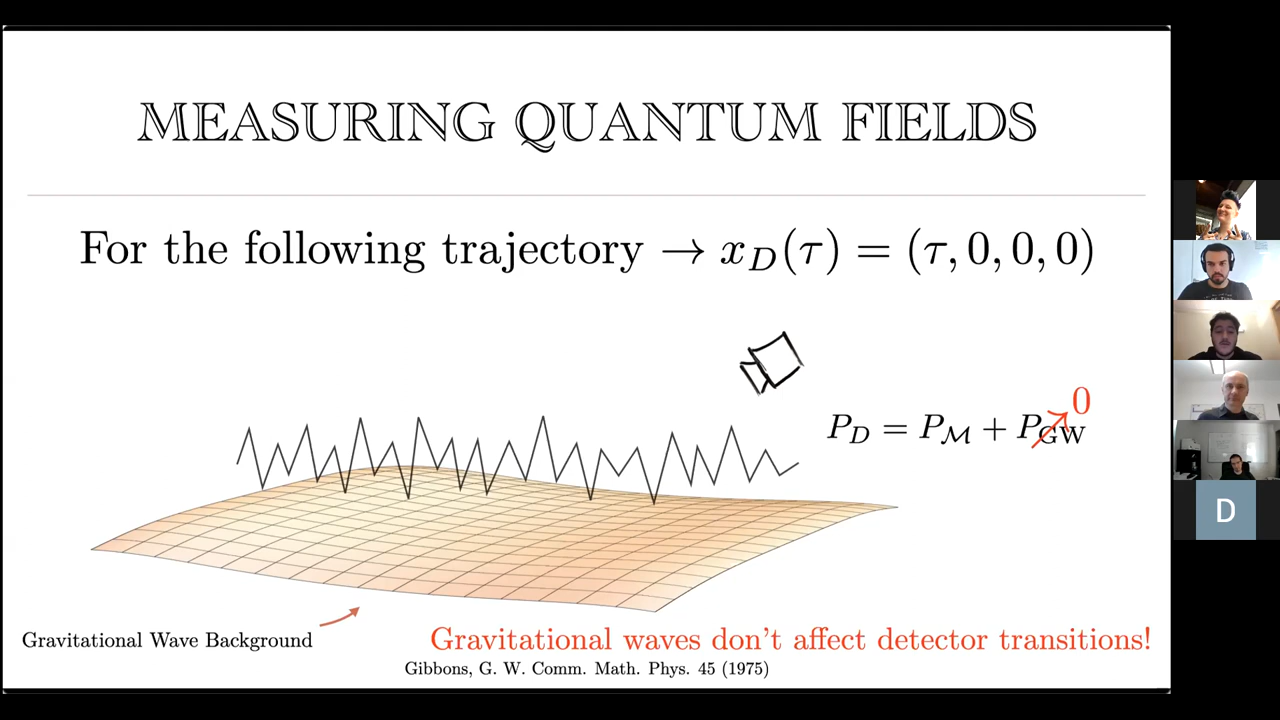 MEASURING QUANTUM FIELDS
For the following trajectory → x_D(τ) = (τ, 0, 0, 0)
0
P_D = P_ℳ + P_GW
Gravitational Wave Background
Gravitational waves don't affect detector transitions!
Gibbons, G. W. Comm. Math. Phys. 45 (1975)
D